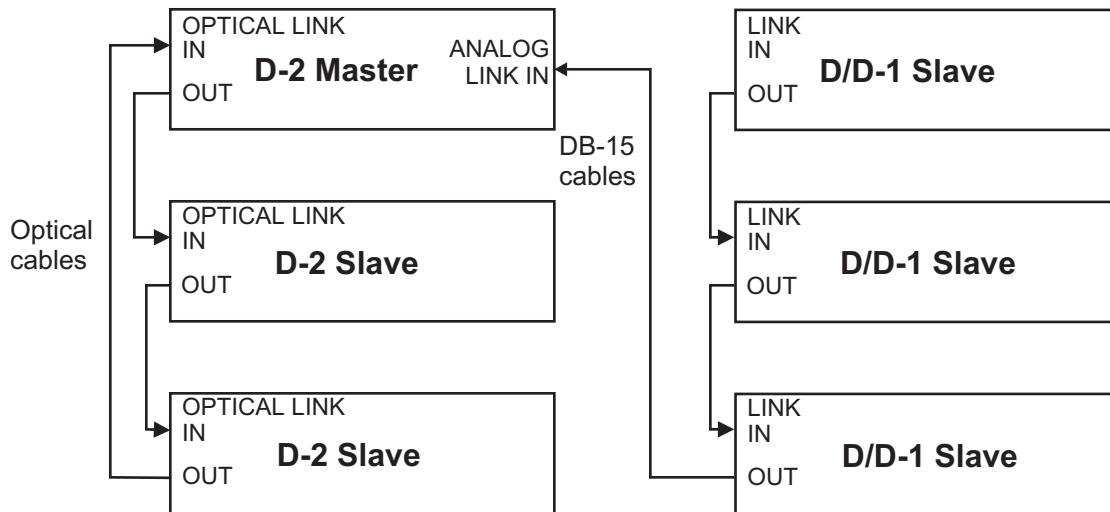 OPTICAL LINK
IN
D-2 Master
ANALOG
LINK IN
OUT
LINK
IN
D/D-1 Slave
OUT
DB-15
cables
Optical
cables
OPTICAL LINK
IN
D-2 Slave
OUT
LINK
IN
D/D-1 Slave
OUT
OPTICAL LINK
IN
D-2 Slave
OUT
LINK
IN
D/D-1 Slave
OUT